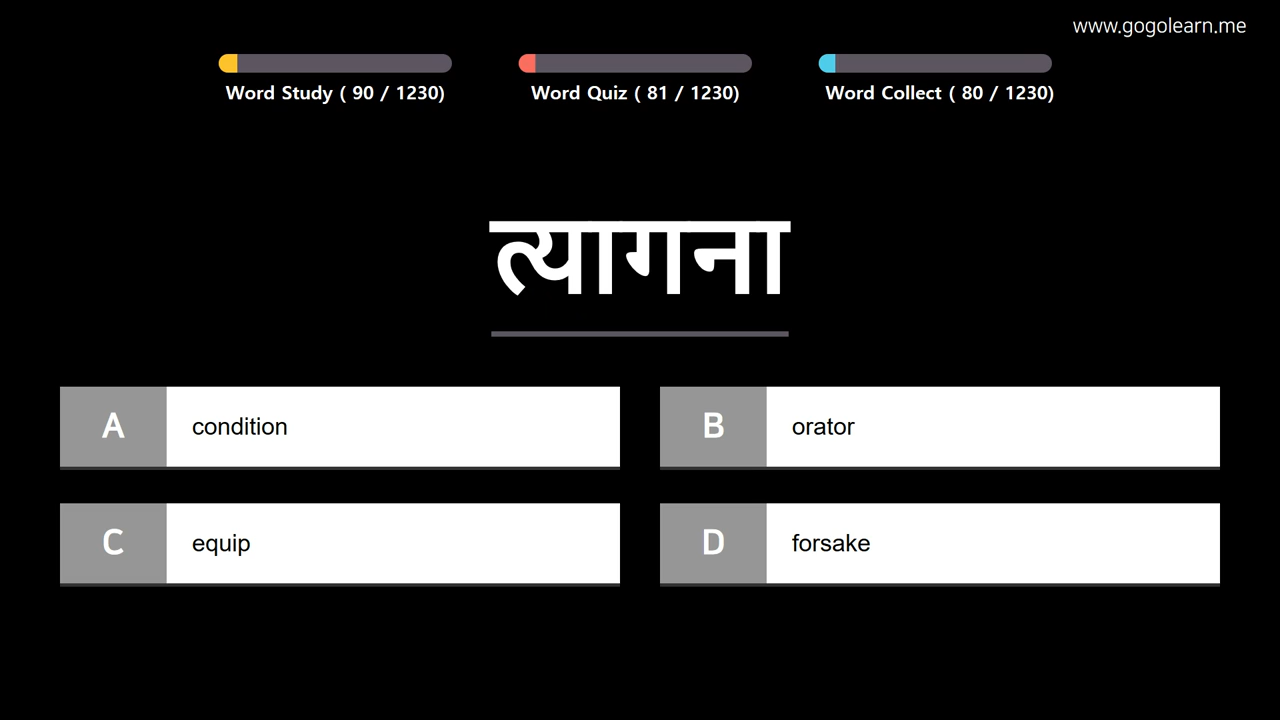 www.gogolearn.me
Word Study ( 90 / 1230)
Word Quiz ( 81 / 1230)
Word Collect ( 80 / 1230)
त्यागना
A condition
B orator
C equip
D forsake